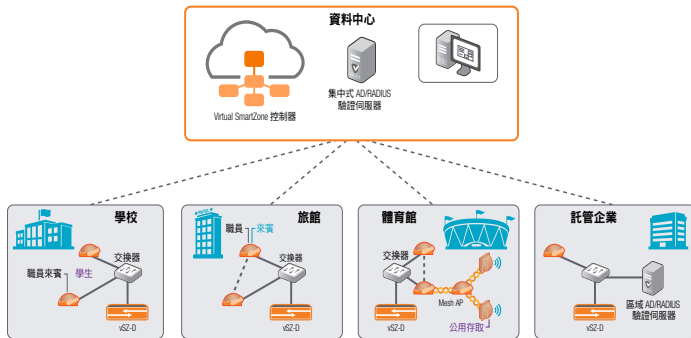 資料中心
Virtual SmartZone 控制器
集中式 AD/RADIUS
驗證伺服器
學校
交換器
職員來賓 學生
vSZ-D
旅館
職員 來賓
交換器
vSZ-D
體育館
交換器
Mesh AP
vSZ-D
公用存取
託管企業
交換器
vSZ-D
區域 AD/RADIUS
驗證伺服器